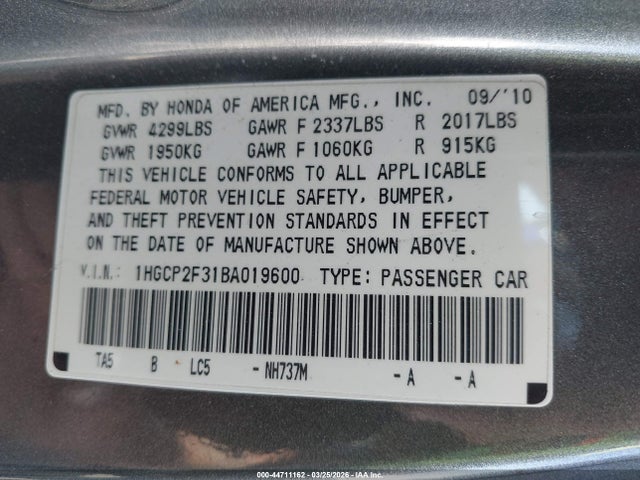 MFD. BY HONDA OF AMERICA MFG., INC. 09/'10
GVWR 4299LBS GAWR F 2337LBS R 2017LBS
GVWR 1950KG GAWR F 1060KG R 915KG
THIS VEHICLE CONFORMS TO ALL APPLICABLE
FEDERAL MOTOR VEHICLE SAFETY, BUMPER,
AND THEFT PREVENTION STANDARDS IN EFFECT
ON THE DATE OF MANUFACTURE SHOWN ABOVE.
V.I.N.: 1HGCP2F31BA019600 TYPE: PASSENGER CAR
TA5 B LC5 - NH737M - A - A
000-44711162 03/25/2026 IAA Inc.